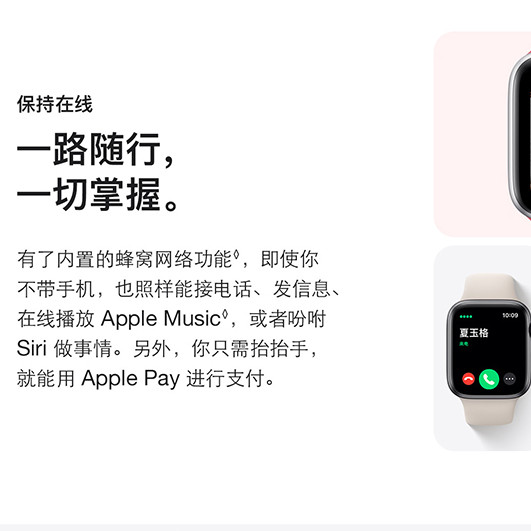 保持在线
一路随行，
一切掌握。
有了内置的蜂窝网络功能◊，即使你
不带手机，也照样能接电话、发信息、
在线播放 Apple Music◊，或者吩咐
Siri 做事情。另外，你只需抬抬手，
就能用 Apple Pay 进行支付。
10:09
夏玉格
来电